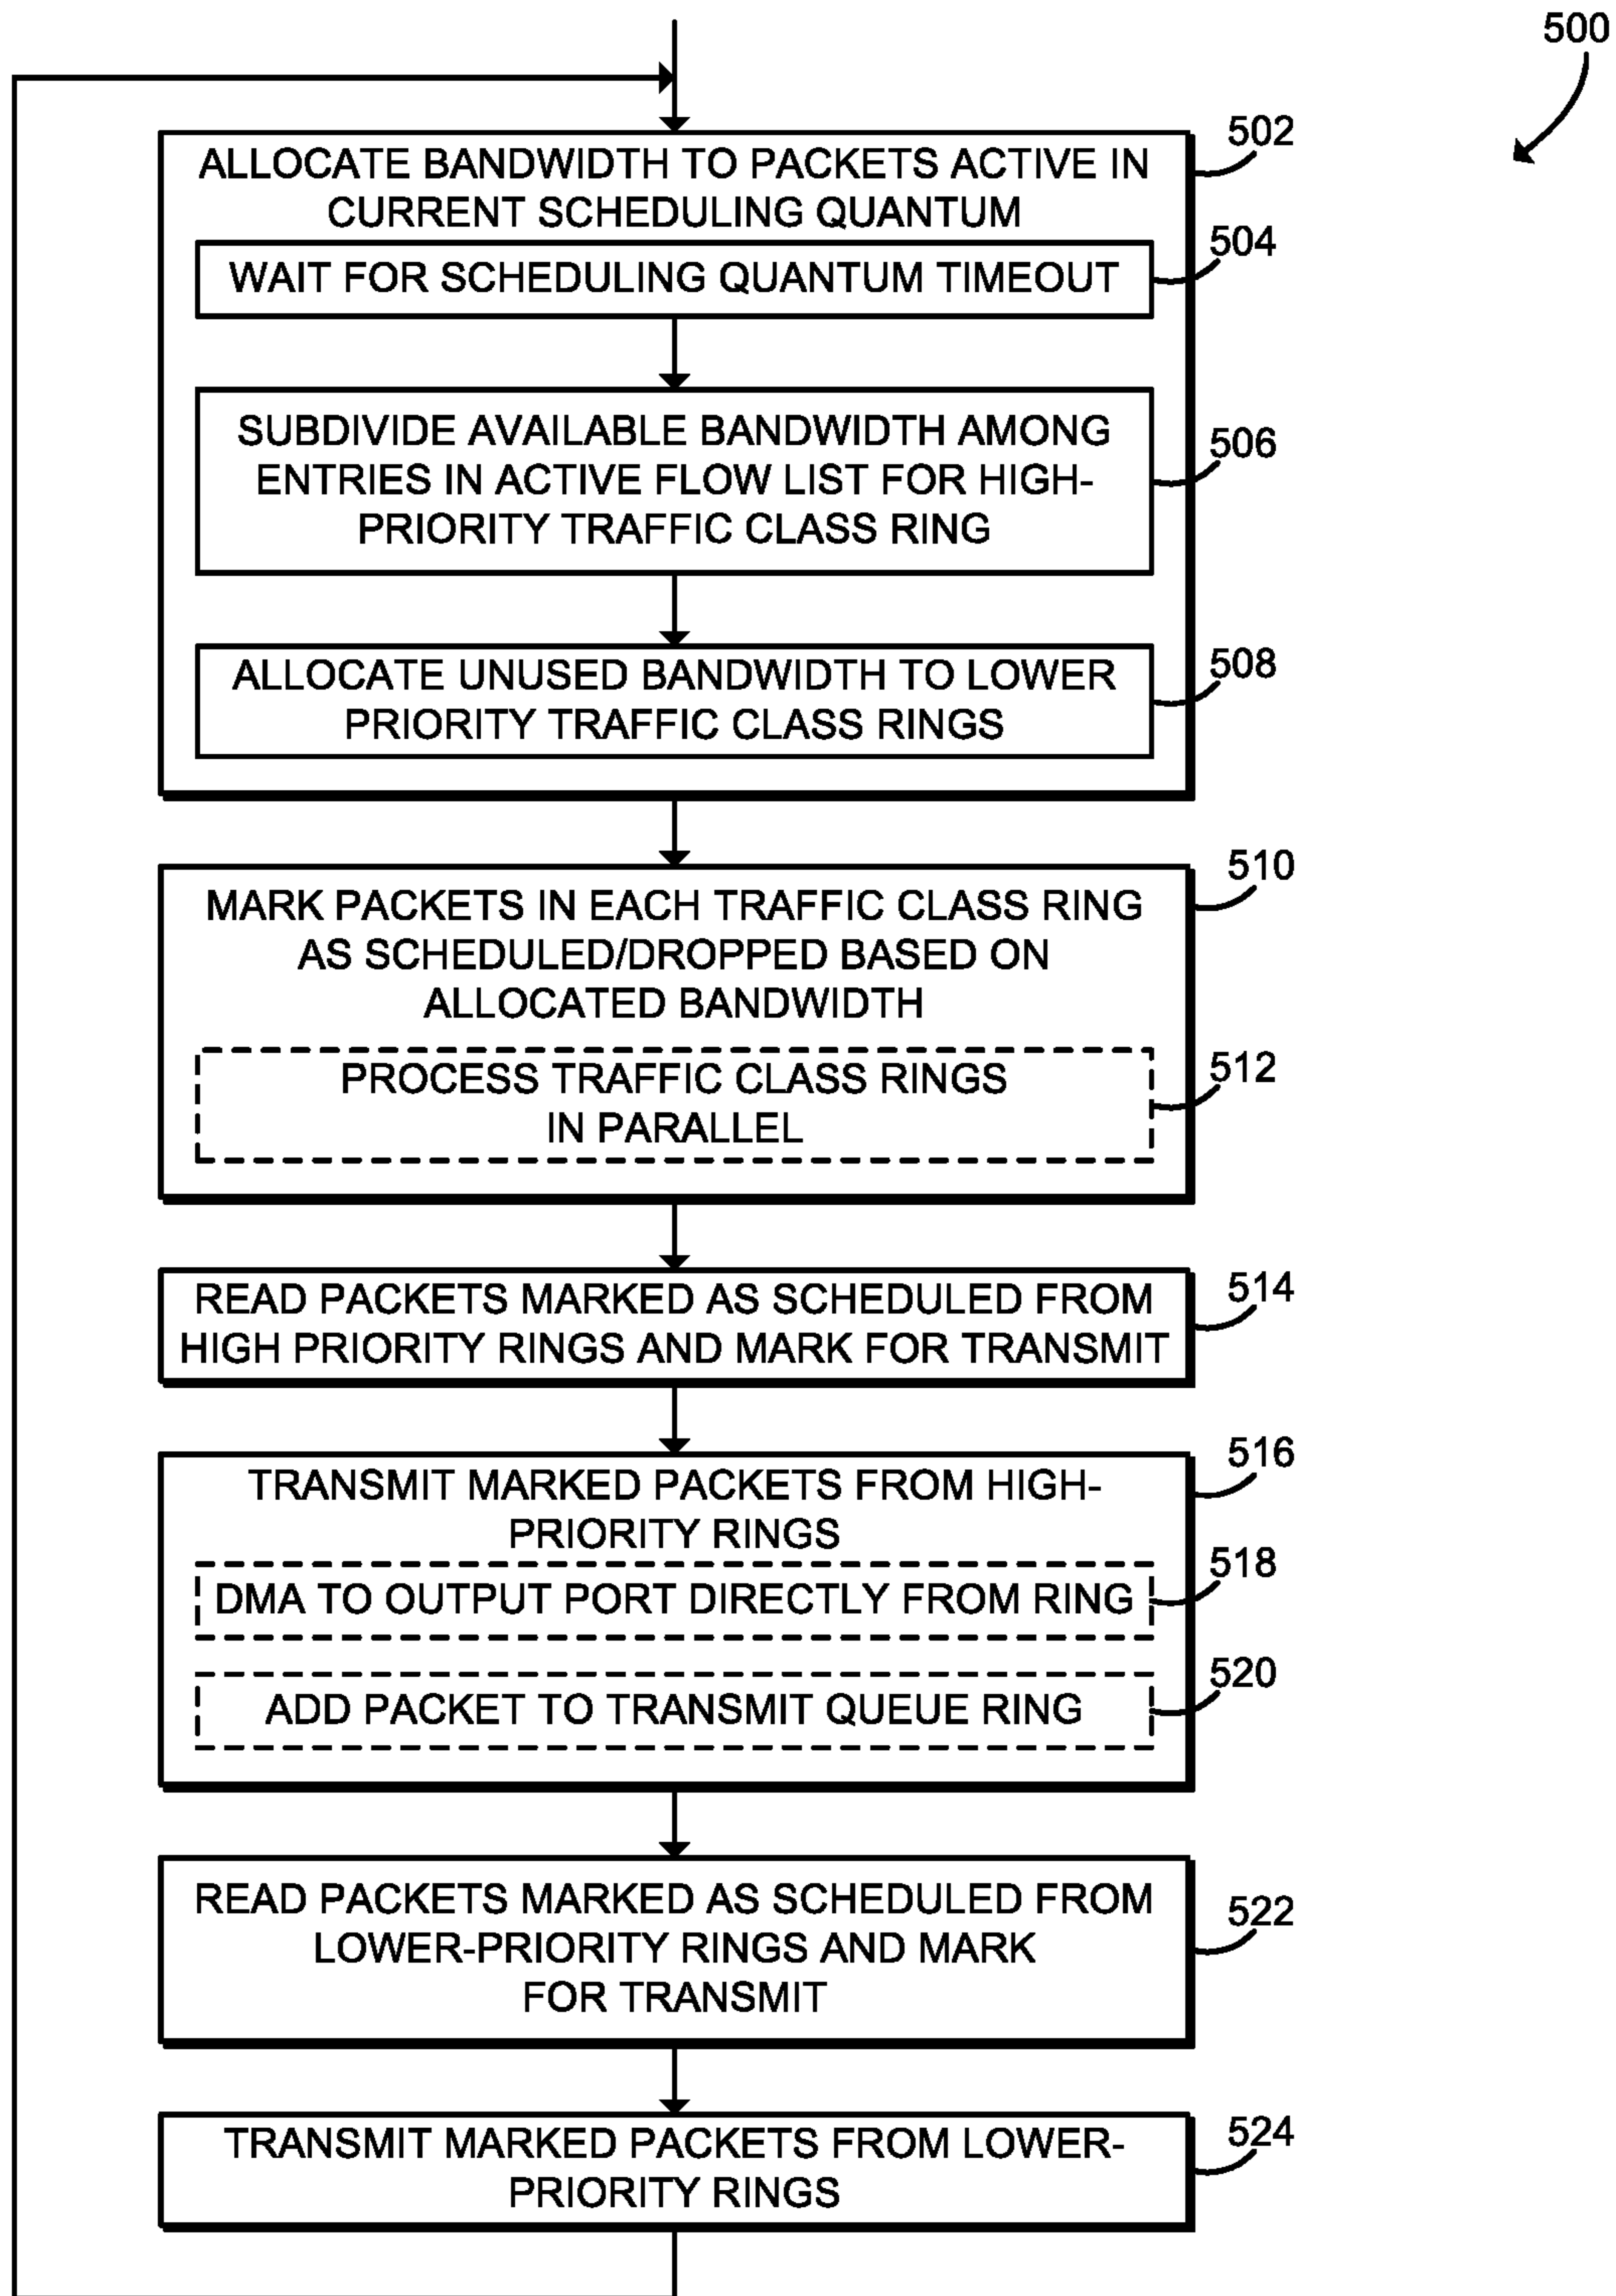 500
502
ALLOCATE BANDWIDTH TO PACKETS ACTIVE IN
CURRENT SCHEDULING QUANTUM
504
WAIT FOR SCHEDULING QUANTUM TIMEOUT
SUBDIVIDE AVAILABLE BANDWIDTH AMONG
506
ENTRIES IN ACTIVE FLOW LIST FOR HIGH-
PRIORITY TRAFFIC CLASS RING
508
ALLOCATE UNUSED BANDWIDTH TO LOWER
PRIORITY TRAFFIC CLASS RINGS
510
MARK PACKETS IN EACH TRAFFIC CLASS RING
AS SCHEDULED/DROPPED BASED ON
ALLOCATED BANDWIDTH
512
PROCESS TRAFFIC CLASS RINGS
IN PARALLEL
514
READ PACKETS MARKED AS SCHEDULED FROM
HIGH PRIORITY RINGS AND MARK FOR TRANSMIT
516
TRANSMIT MARKED PACKETS FROM HIGH-
PRIORITY RINGS
518
DMA TO OUTPUT PORT DIRECTLY FROM RING
520
ADD PACKET TO TRANSMIT QUEUE RING
READ PACKETS MARKED AS SCHEDULED FROM
522
LOWER-PRIORITY RINGS AND MARK
FOR TRANSMIT
524
TRANSMIT MARKED PACKETS FROM LOWER-
PRIORITY RINGS